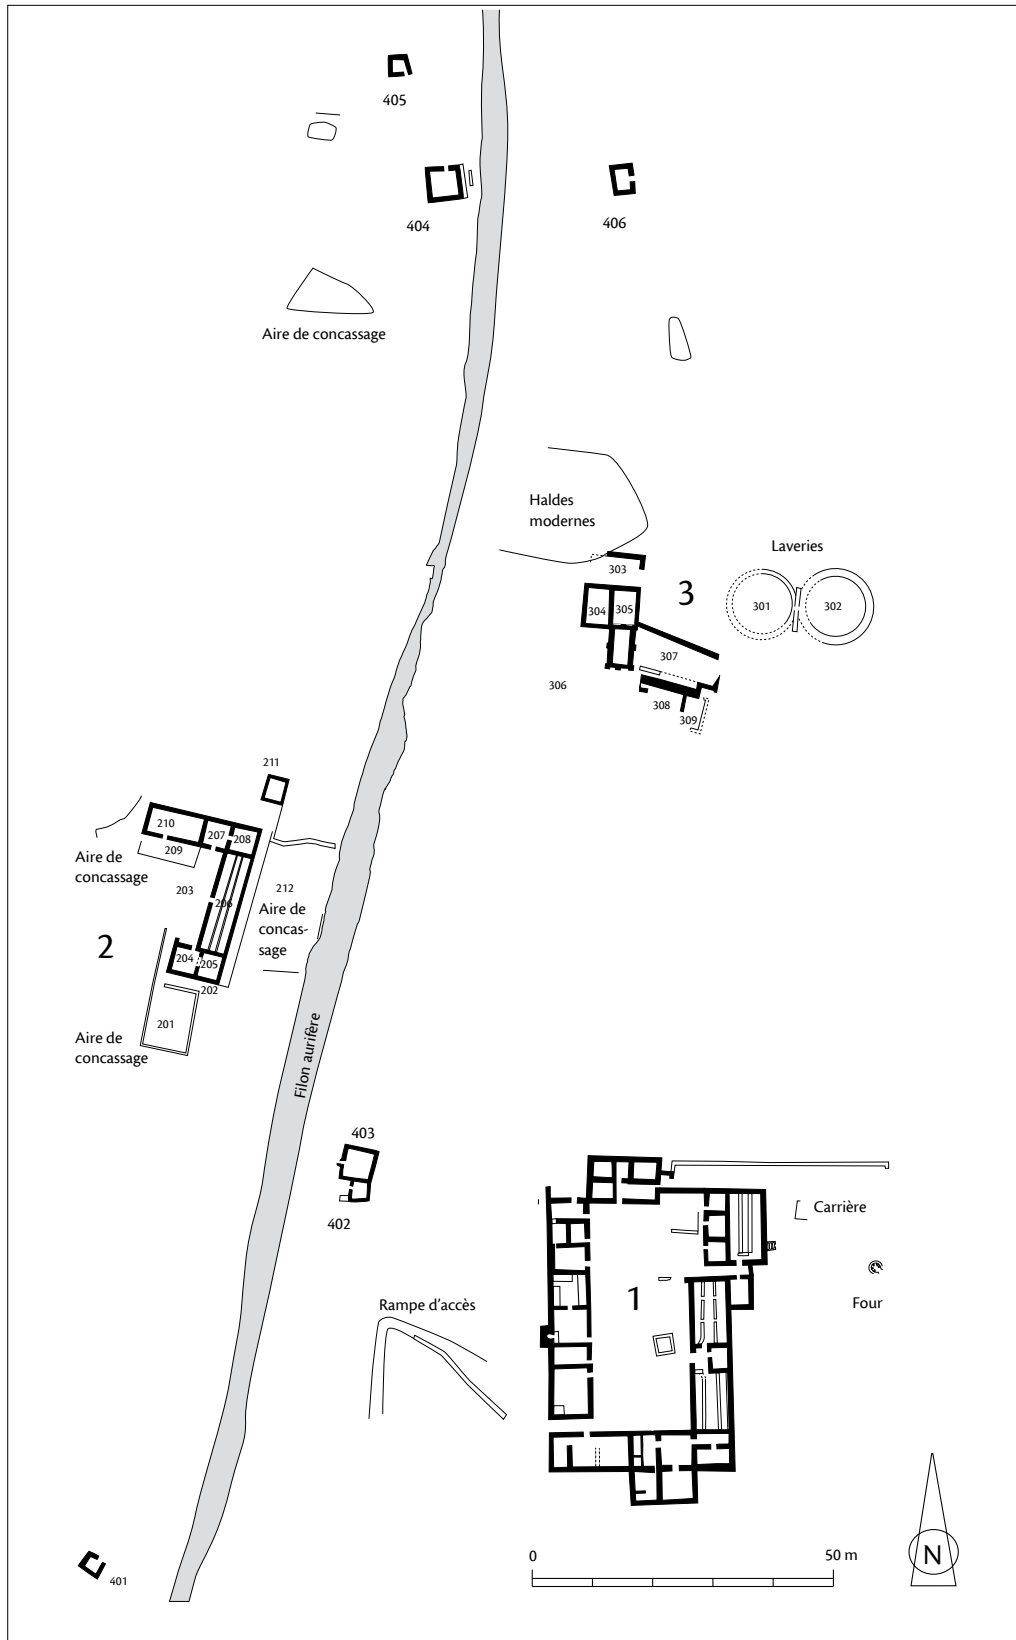 405
404
406
Aire de concassage
Haldes
modernes
Laveries
303
3
304
305
301
302
307
306
308
309
211
210
207
208
209
Aire de
concassage
203
206
212
Aire de
concas-
sage
2
204
205
202
201
Aire de
concassage
Filon aurifère
403
402
Carrière
Rampe d'accès
1
Four
0
50 m
N
401